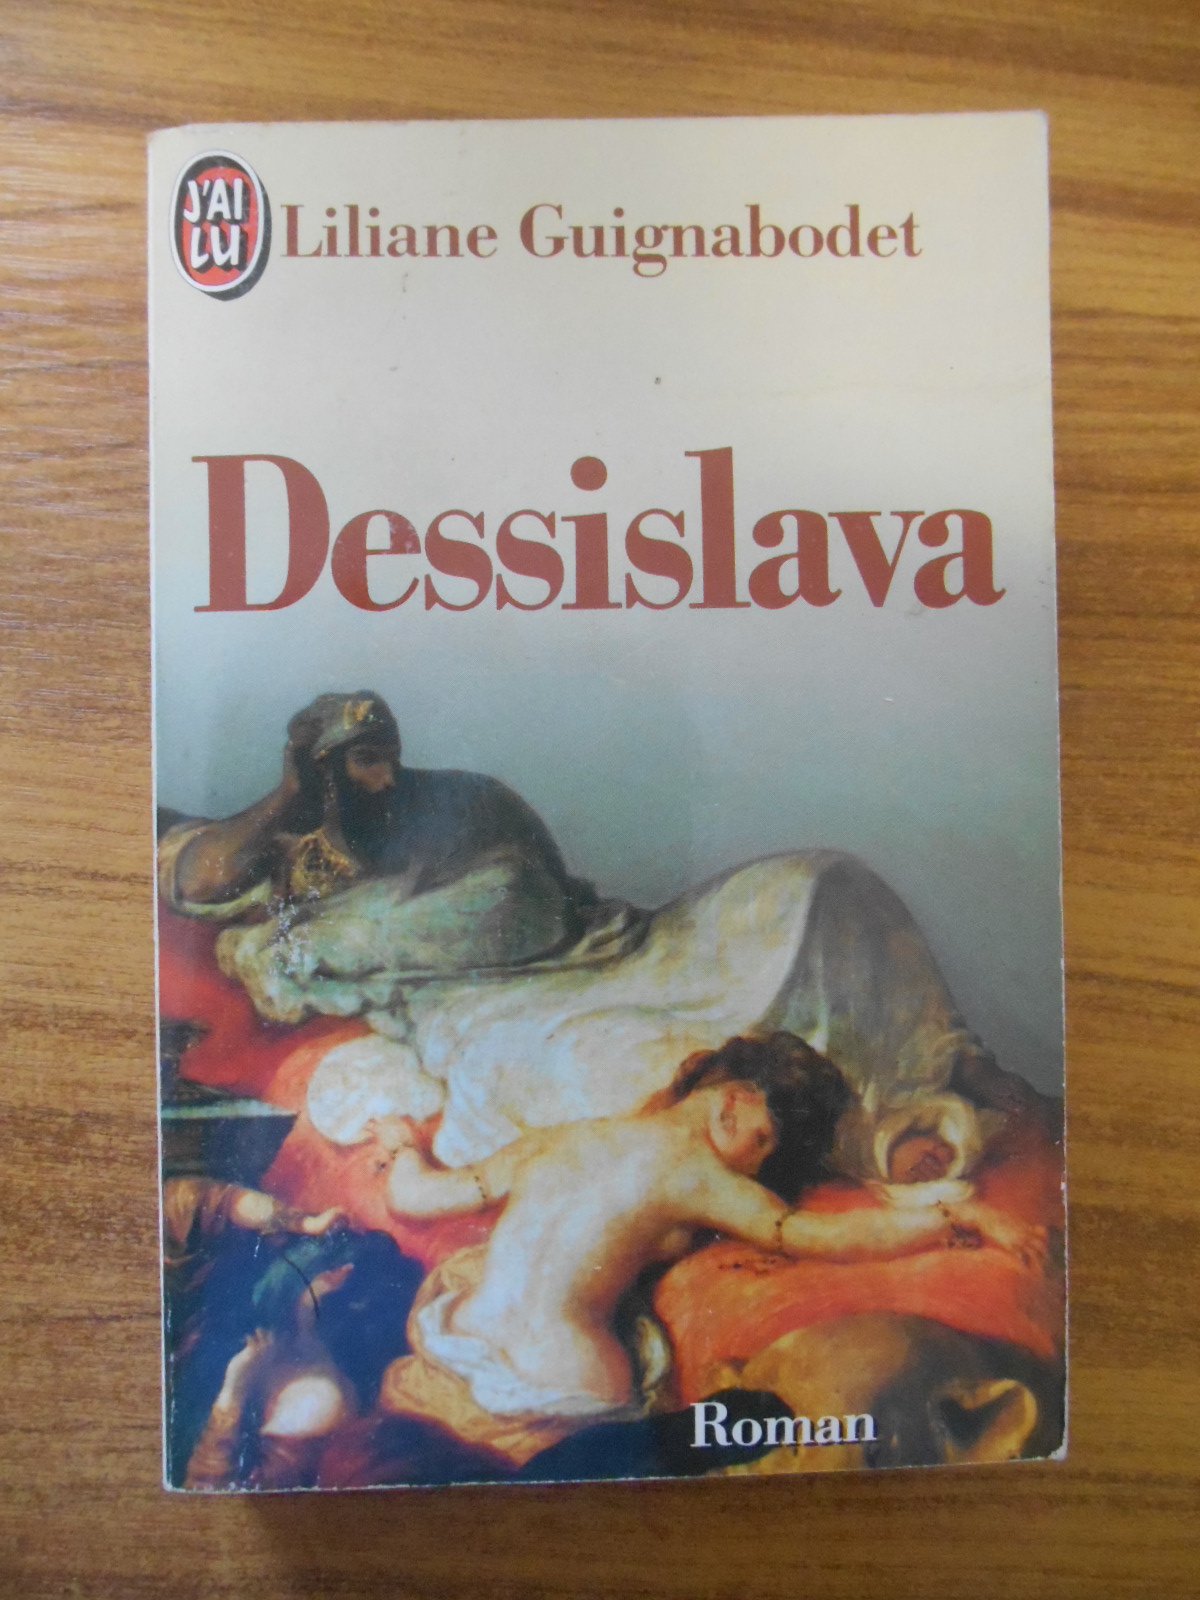 J'AI
LU
Liliane Guignabodet
Dessislava
Roman